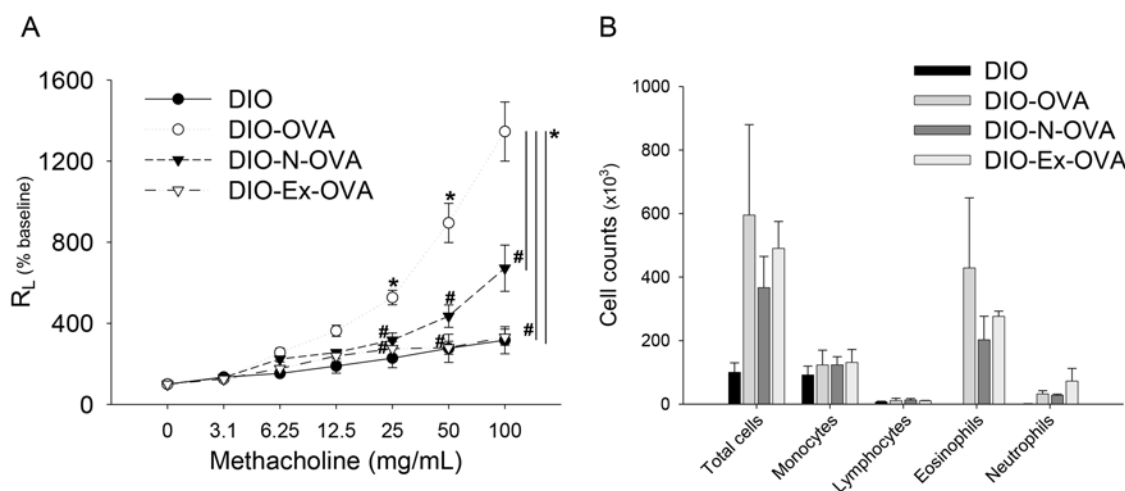 A
1600
1200
800
400
0
R_L (% baseline)
DIO
DIO-OVA
DIO-N-OVA
DIO-Ex-OVA
*
*
*
#
#
#
#
#
#
0 3.1 6.25 12.5 25 50 100
Methacholine (mg/mL)
B
1000
800
600
400
200
0
Cell counts (x10³)
DIO
DIO-OVA
DIO-N-OVA
DIO-Ex-OVA
Total cells
Monocytes
Lymphocytes
Eosinophils
Neutrophils